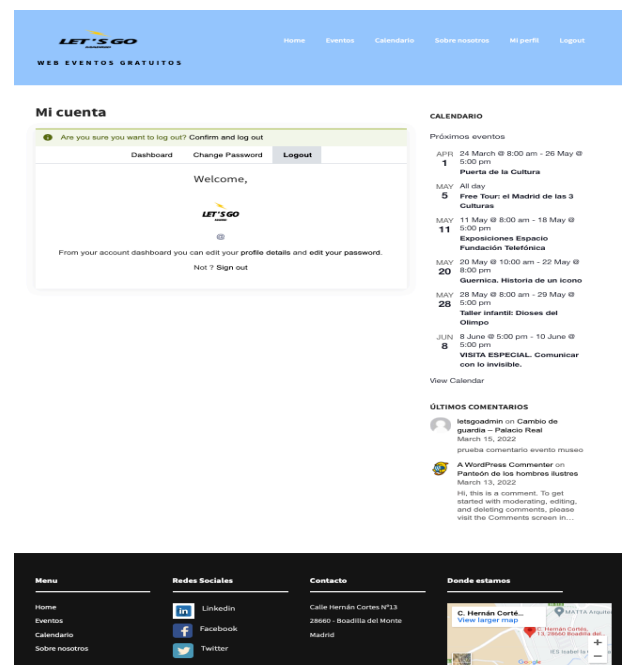 LET'S GO
WEB EVENTOS GRATUITOS
Home Eventos Calendario Sobre nosotros Mi perfil Logout
Mi cuenta
Are you sure you want to log out? Confirm and log out
Dashboard Change Password Logout
Welcome,
LET'S GO
@
From your account dashboard you can edit your profile details and edit your password.
Not ? Sign out
CALENDARIO
Próximos eventos
APR
1
24 March @ 8:00 am - 26 May @
5:00 pm
Puerta de la Cultura
MAY
5
All day
Free Tour: el Madrid de las 3
Culturas
MAY
11
11 May @ 8:00 am - 18 May @
5:00 pm
Exposiciones Espacio
Fundación Telefónica
MAY
20
20 May @ 10:00 am - 22 May @
8:00 pm
Guernica. Historia de un icono
MAY
28
28 May @ 8:00 am - 29 May @
5:00 pm
Taller infantil: Dioses del
Olimpo
JUN
8
8 June @ 5:00 pm - 10 June @
5:00 pm
VISITA ESPECIAL. Comunicar
con lo invisible.
View Calendar
ÚLTIMOS COMENTARIOS
letsgoadmin on Cambio de
guardia – Palacio Real
March 15, 2022
prueba comentario evento museo
A WordPress Commenter on
Panteón de los hombres ilustres
March 13, 2022
Hi, this is a comment. To get
started with moderating, editing,
and deleting comments, please
visit the Comments screen in…
Menu
Home
Eventos
Calendario
Sobre nosotros
Redes Sociales
in Linkedin
Facebook
Twitter
Contacto
Calle Hernán Cortes Nº13
28660 - Boadilla del Monte
Madrid
Donde estamos
C. Hernán Corté...
View larger map
MATTA Arquite
C. Hernán Cortés,
13, 28660 Boadilla del...
Google
+
−